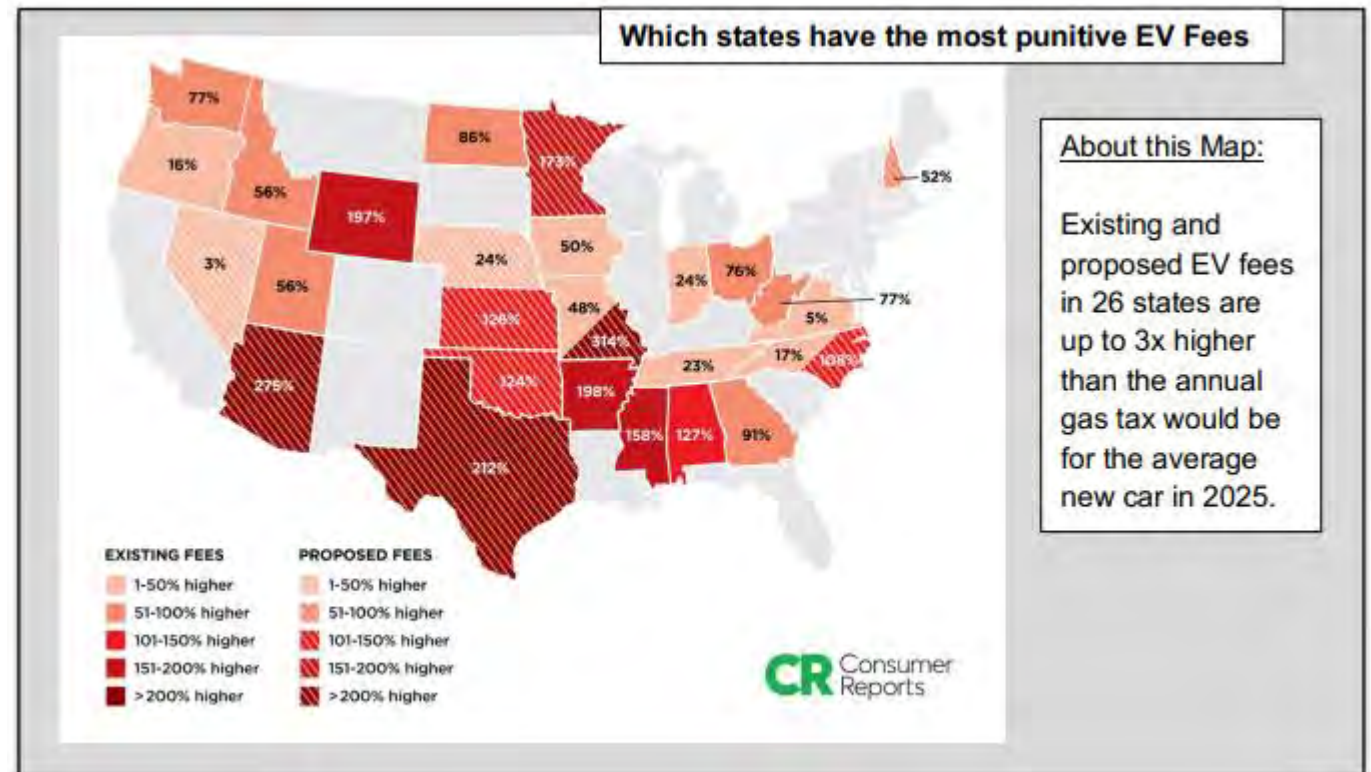 Which states have the most punitive EV Fees
77%
16%
56%
197%
86%
173%
52%
3%
56%
24%
50%
24%
76%
77%
126%
48%
314%
5%
275%
124%
198%
23%
17%
108%
212%
158%
127%
91%
EXISTING FEES
1-50% higher
51-100% higher
101-150% higher
151-200% higher
>200% higher
PROPOSED FEES
1-50% higher
51-100% higher
101-150% higher
151-200% higher
>200% higher
CR Consumer
Reports
About this Map:
Existing and
proposed EV fees
in 26 states are
up to 3x higher
than the annual
gas tax would be
for the average
new car in 2025.